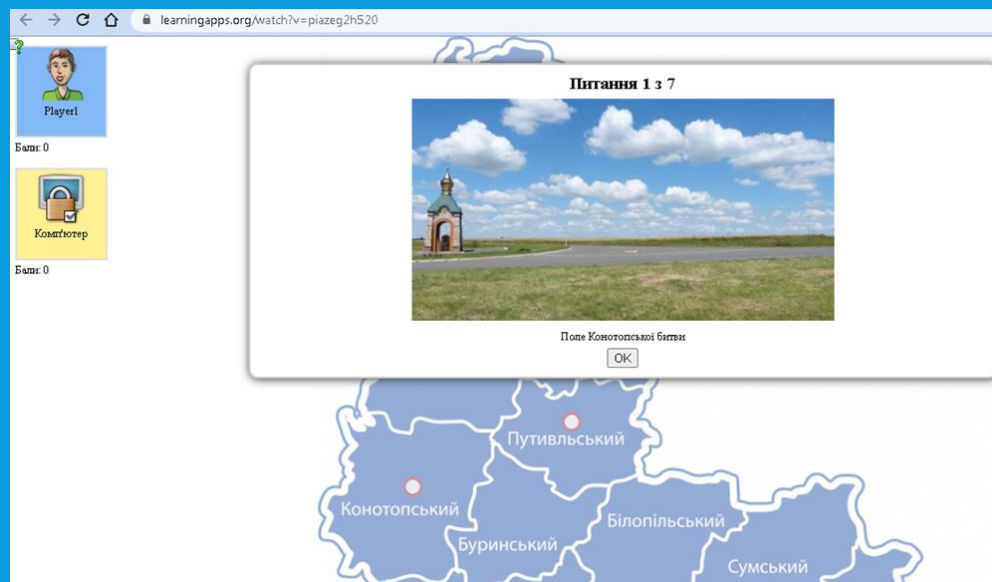 learningapps.org/watch?v=piazeg2h520
Player1
Бали: 0
Комп'ютер
Бали: 0
Питання 1 з 7
Поле Конотопської битви
OK
Путивльський
Конотопський
Буринський
Білопільський
Сумський